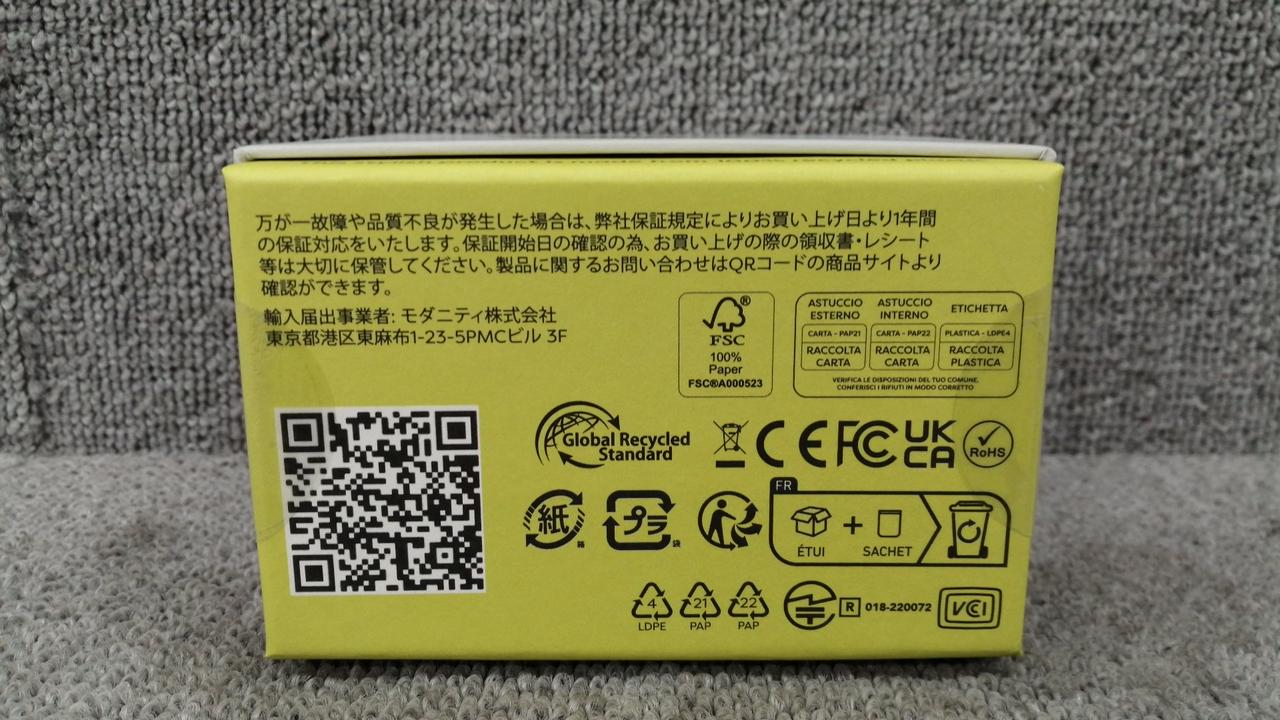 万が一故障や品質不良が発生した場合は、弊社保証規定によりお買い上げ日より1年間
の保証対応をいたします。保証開始日の確認の為、お買い上げの際の領収書・レシート
等は大切に保管してください。製品に関するお問い合わせはQRコードの商品サイトより
確認ができます。
輸入届出事業者: モダニティ株式会社
東京都港区東麻布1-23-5PMCビル 3F
FSC
®
100%
Paper
FSC®A000523
ASTUCCIO ESTERNO
CARTA - PAP21
RACCOLTA CARTA
ASTUCCIO INTERNO
CARTA - PAP22
RACCOLTA CARTA
ETICHETTA
PLASTICA - LDPE4
RACCOLTA PLASTICA
VERIFICA LE DISPOSIZIONI DEL TUO COMUNE.
CONFERISCI I RIFIUTI IN MODO CORRETTO
Global Recycled
Standard
CE FC UK CA RoHS
紙 箱
プラ 袋
FR
ÉTUI + SACHET
4 LDPE
21 PAP
22 PAP
R 018-220072
VCCI